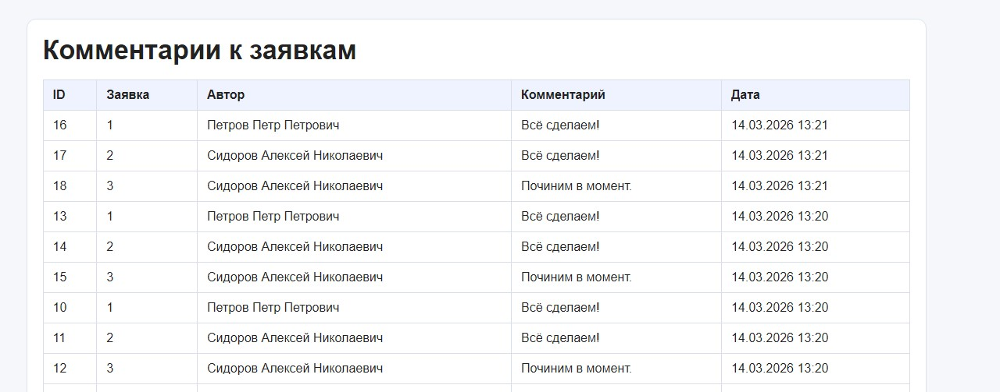 Комментарии к заявкам
ID Заявка Автор Комментарий Дата
16 1 Петров Петр Петрович Всё сделаем! 14.03.2026 13:21
17 2 Сидоров Алексей Николаевич Всё сделаем! 14.03.2026 13:21
18 3 Сидоров Алексей Николаевич Починим в момент. 14.03.2026 13:21
13 1 Петров Петр Петрович Всё сделаем! 14.03.2026 13:20
14 2 Сидоров Алексей Николаевич Всё сделаем! 14.03.2026 13:20
15 3 Сидоров Алексей Николаевич Починим в момент. 14.03.2026 13:20
10 1 Петров Петр Петрович Всё сделаем! 14.03.2026 13:20
11 2 Сидоров Алексей Николаевич Всё сделаем! 14.03.2026 13:20
12 3 Сидоров Алексей Николаевич Починим в момент. 14.03.2026 13:20